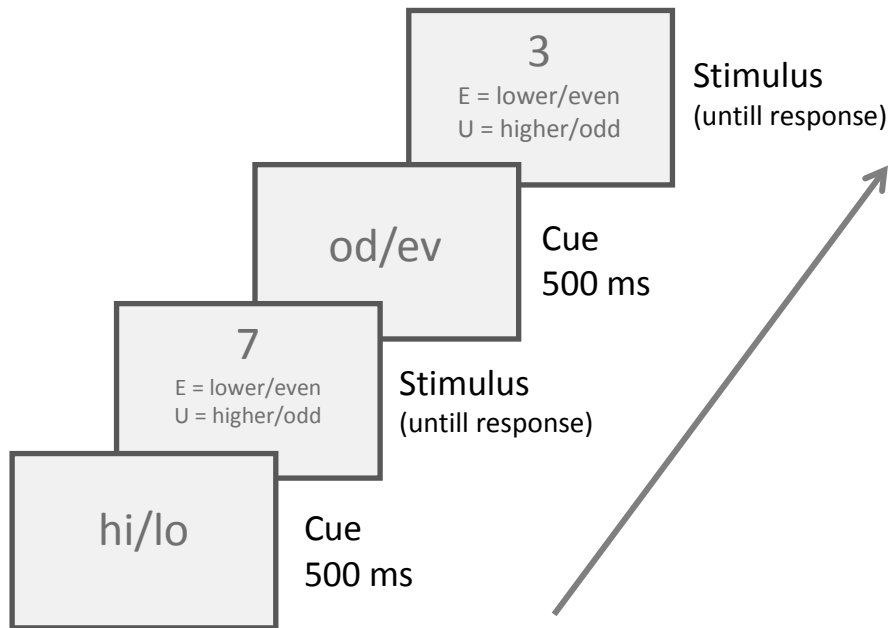 3
E = lower/even
U = higher/odd
Stimulus
(untill response)
od/ev
Cue
500 ms
7
E = lower/even
U = higher/odd
Stimulus
(untill response)
hi/lo
Cue
500 ms